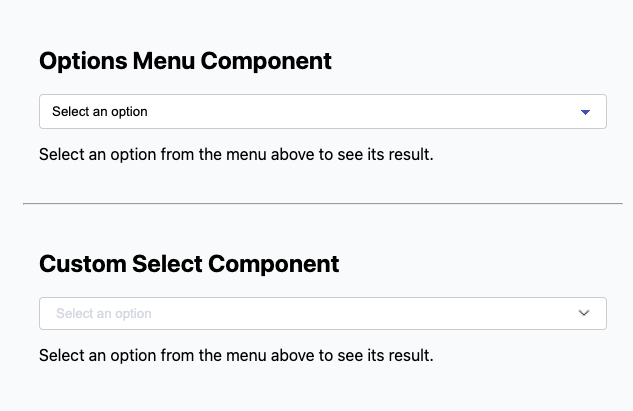 Options Menu Component
Select an option
Select an option from the menu above to see its result.
Custom Select Component
Select an option
Select an option from the menu above to see its result.